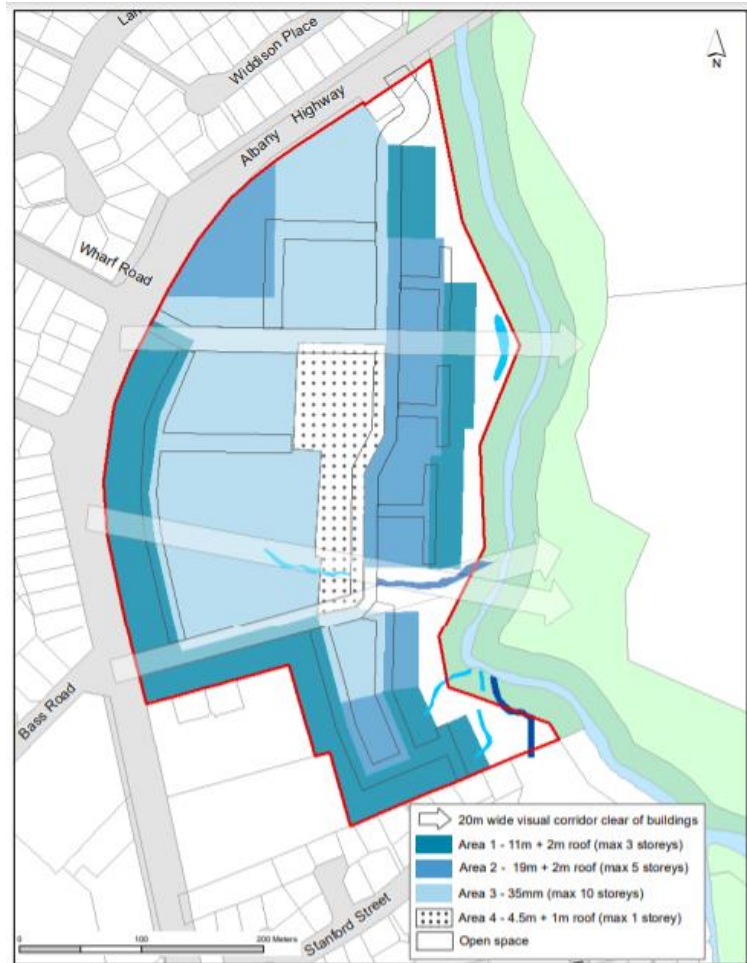 Lan
Widdison Place
N
Albany Highway
Wharf Road
Bass Road
Stanford Street
20m wide visual corridor clear of buildings
Area 1 - 11m + 2m roof (max 3 storeys)
Area 2 - 19m + 2m roof (max 5 storeys)
Area 3 - 35mm (max 10 storeys)
Area 4 - 4.5m + 1m roof (max 1 storey)
Open space
0 100 200 Meters